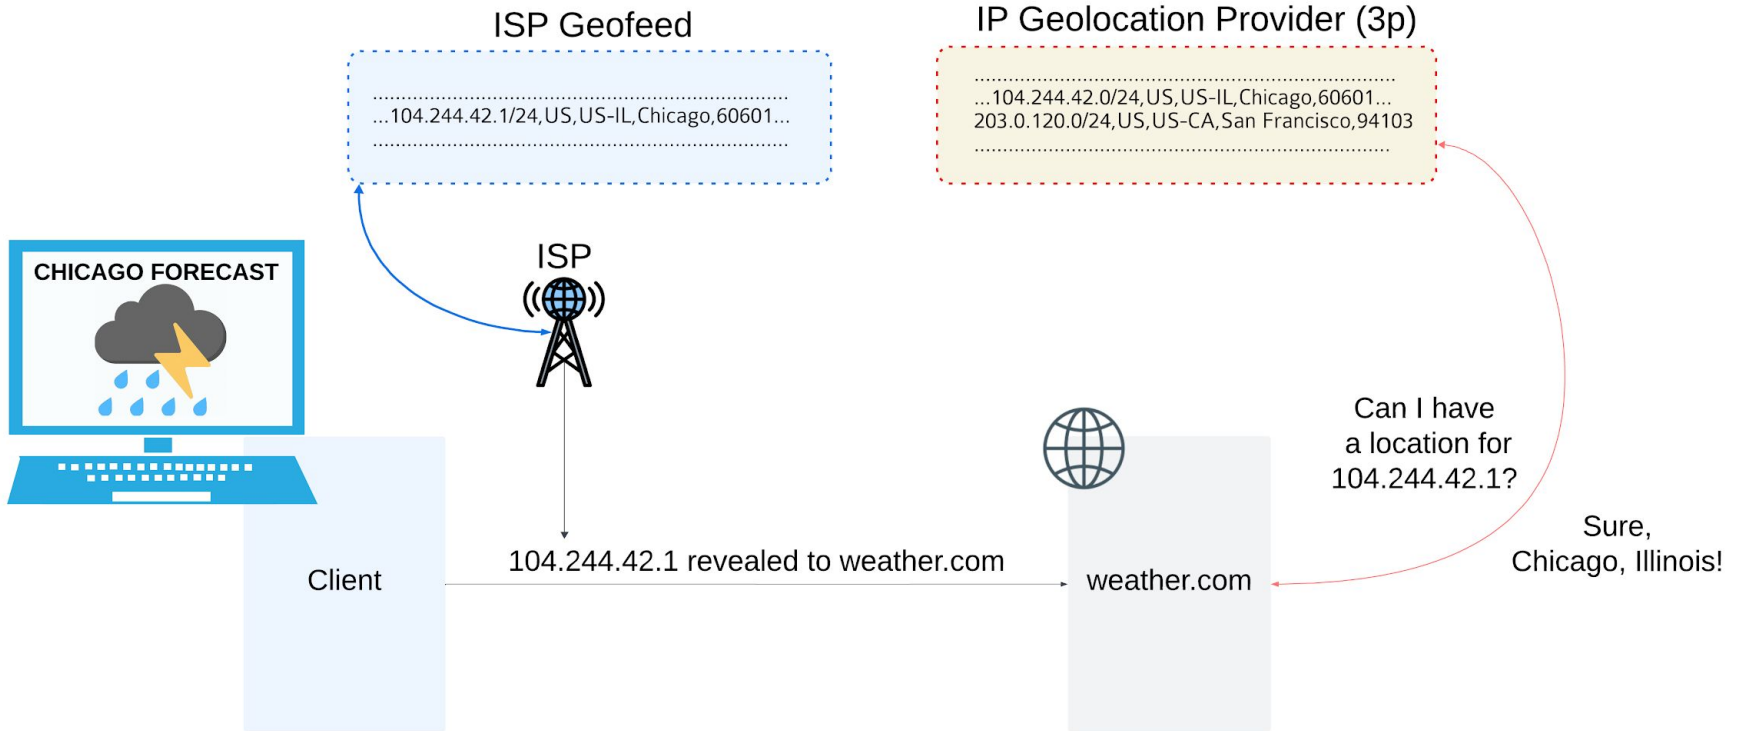 ISP Geofeed
IP Geolocation Provider (3p)
................................................................................
...104.244.42.1/24,US,US-IL,Chicago,60601...
................................................................................
................................................................................
...104.244.42.0/24,US,US-IL,Chicago,60601...
203.0.120.0/24,US,US-CA,San Francisco,94103
................................................................................
CHICAGO FORECAST
ISP
Can I have
a location for
104.244.42.1?
Sure,
Chicago, Illinois!
104.244.42.1 revealed to weather.com
Client
weather.com